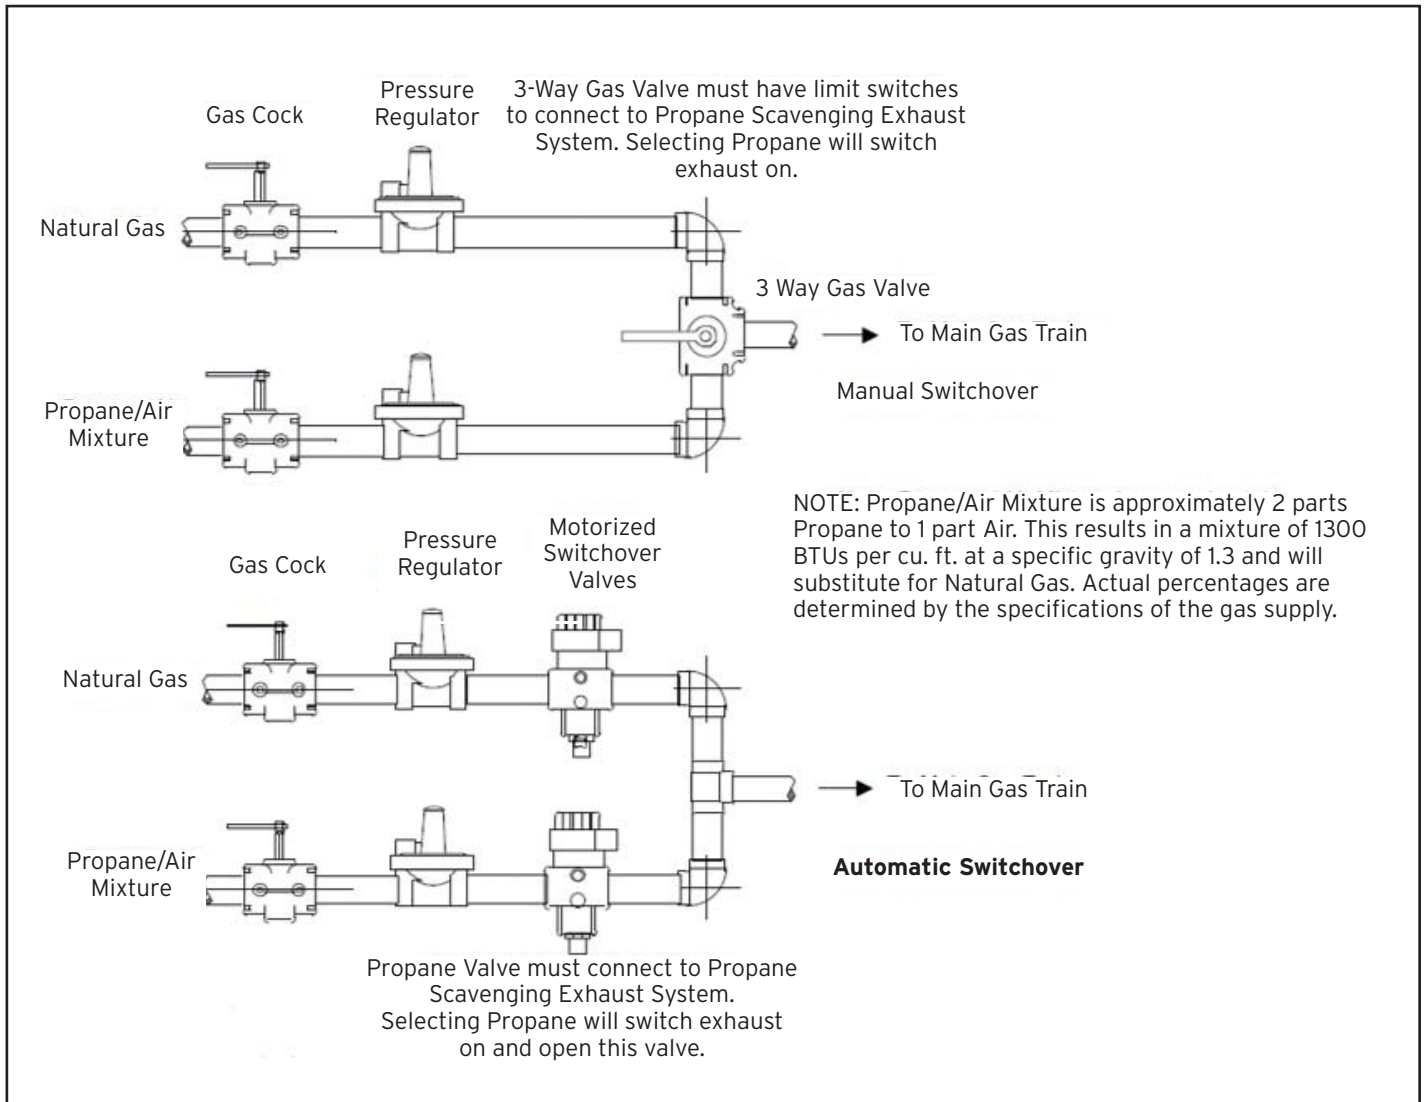 Gas Cock
Pressure
Regulator
3-Way Gas Valve must have limit switches
to connect to Propane Scavenging Exhaust
System. Selecting Propane will switch
exhaust on.
Natural Gas
3 Way Gas Valve
To Main Gas Train
Manual Switchover
Propane/Air
Mixture
NOTE: Propane/Air Mixture is approximately 2 parts
Propane to 1 part Air. This results in a mixture of 1300
BTUs per cu. ft. at a specific gravity of 1.3 and will
substitute for Natural Gas. Actual percentages are
determined by the specifications of the gas supply.
Gas Cock
Pressure
Regulator
Motorized
Switchover
Valves
Natural Gas
To Main Gas Train
Propane/Air
Mixture
Automatic Switchover
Propane Valve must connect to Propane
Scavenging Exhaust System.
Selecting Propane will switch exhaust
on and open this valve.